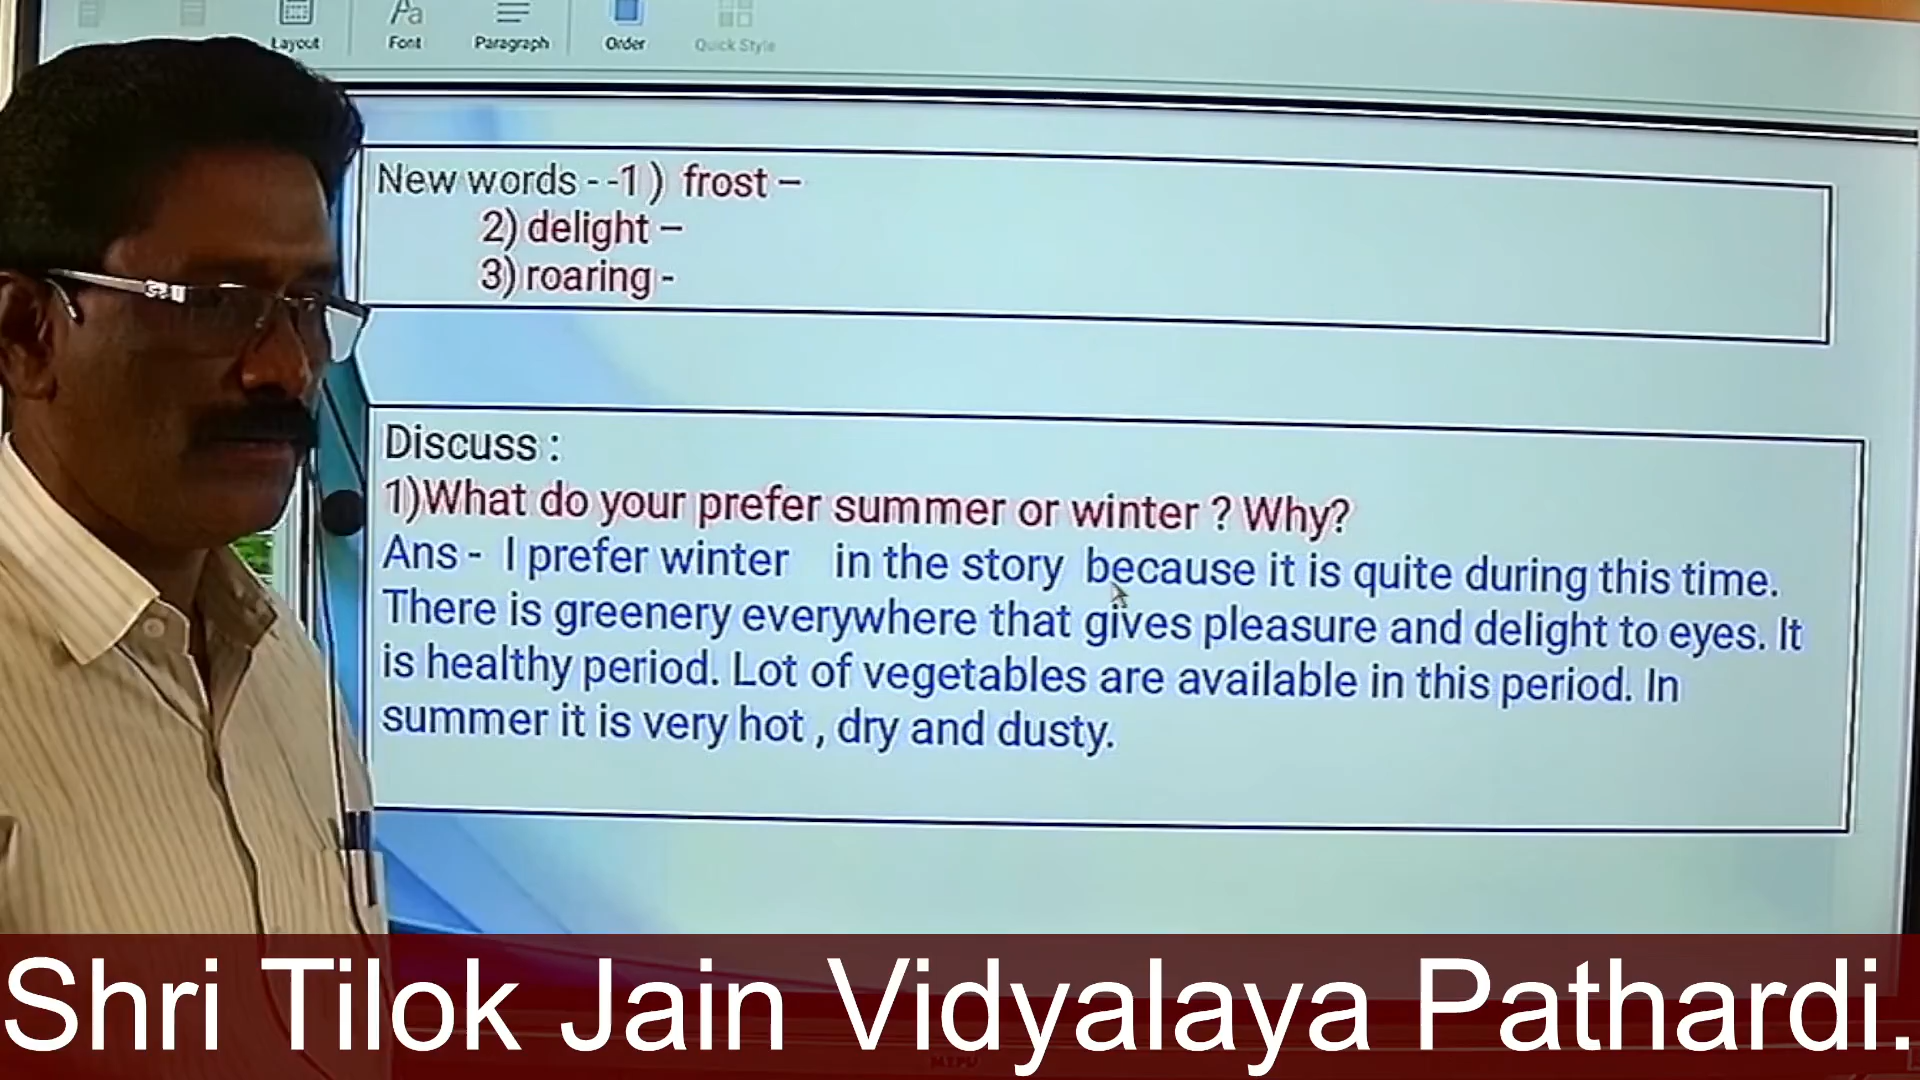 Layout Font Paragraph Order Quick Style
New words - -1 ) frost –
2) delight –
3) roaring -
Discuss :
1)What do your prefer summer or winter ? Why?
Ans - I prefer winter in the story because it is quite during this time.
There is greenery everywhere that gives pleasure and delight to eyes. It
is healthy period. Lot of vegetables are available in this period. In
summer it is very hot , dry and dusty.
Shri Tilok Jain Vidyalaya Pathardi.